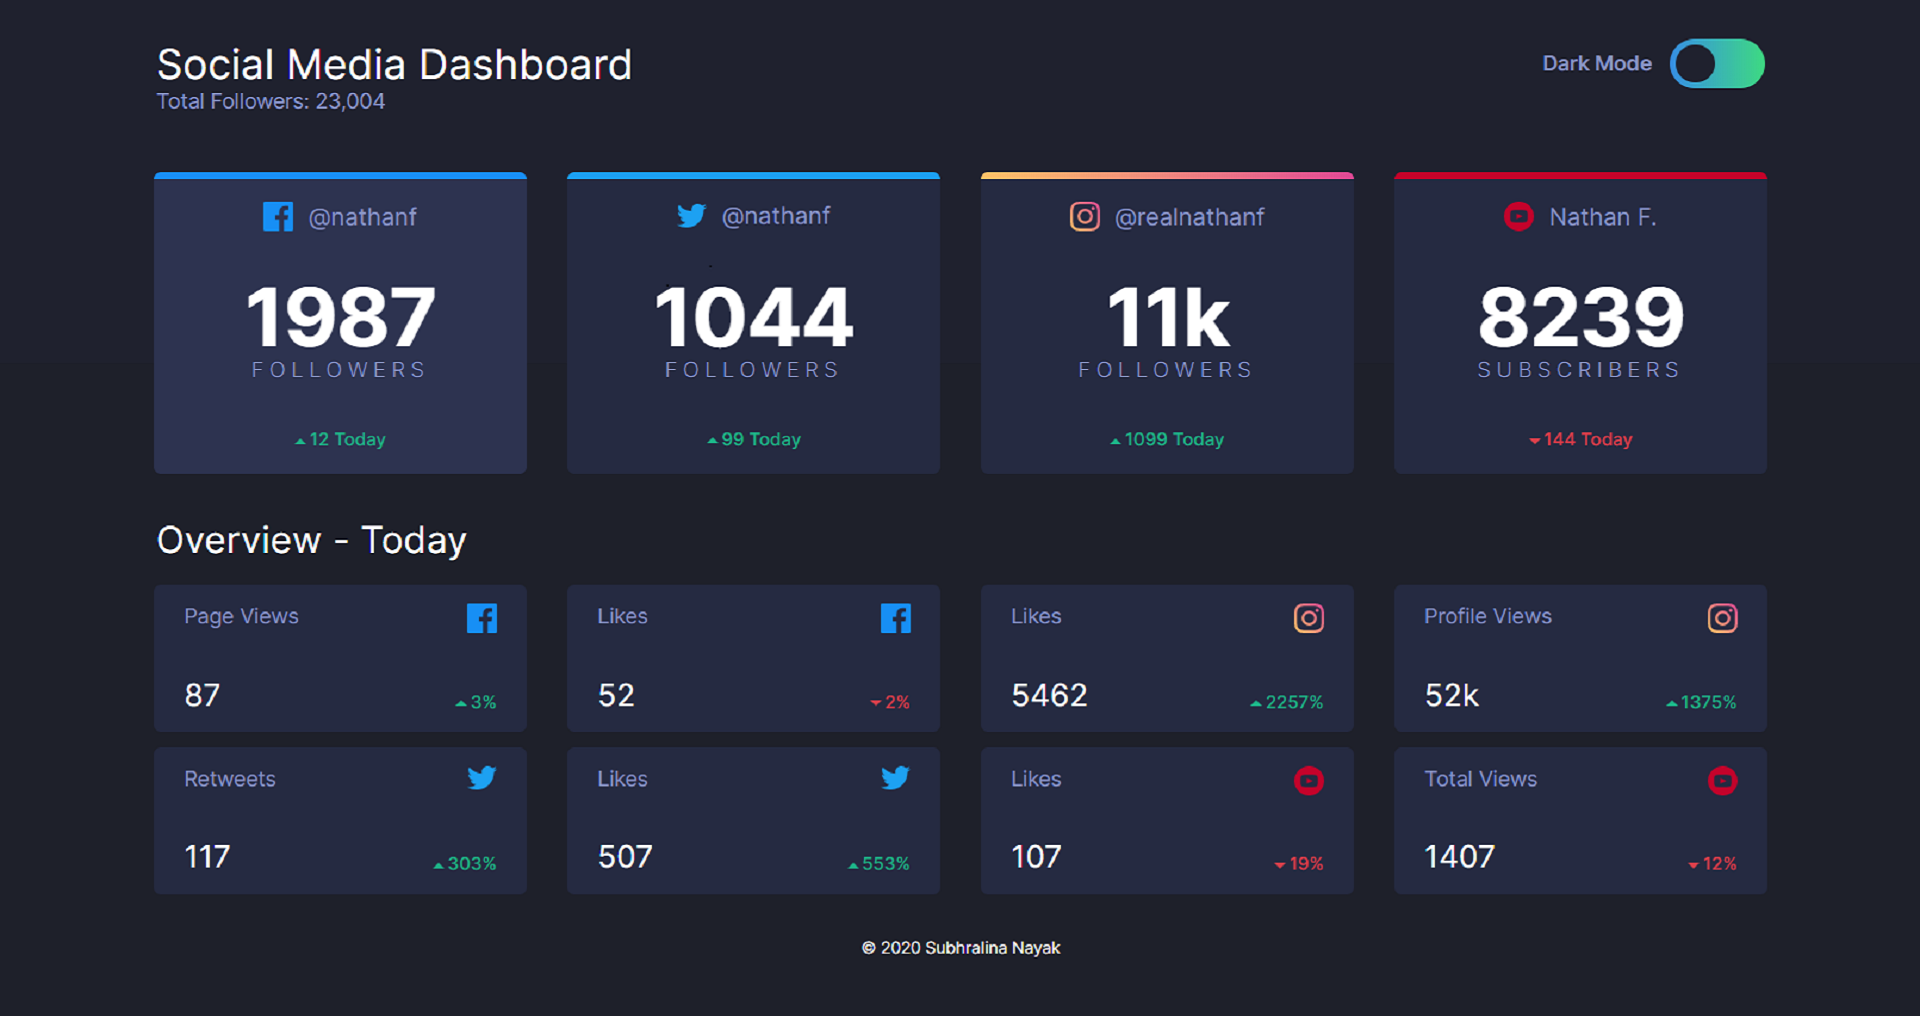 Social Media Dashboard
Total Followers: 23,004
Dark Mode
@nathanf
1987
FOLLOWERS
12 Today
@nathanf
1044
FOLLOWERS
99 Today
@realnathanf
11k
FOLLOWERS
1099 Today
Nathan F.
8239
SUBSCRIBERS
144 Today
Overview - Today
Page Views
87
3%
Likes
52
2%
Likes
5462
2257%
Profile Views
52k
1375%
Retweets
117
303%
Likes
507
553%
Likes
107
19%
Total Views
1407
12%
© 2020 Subhralina Nayak